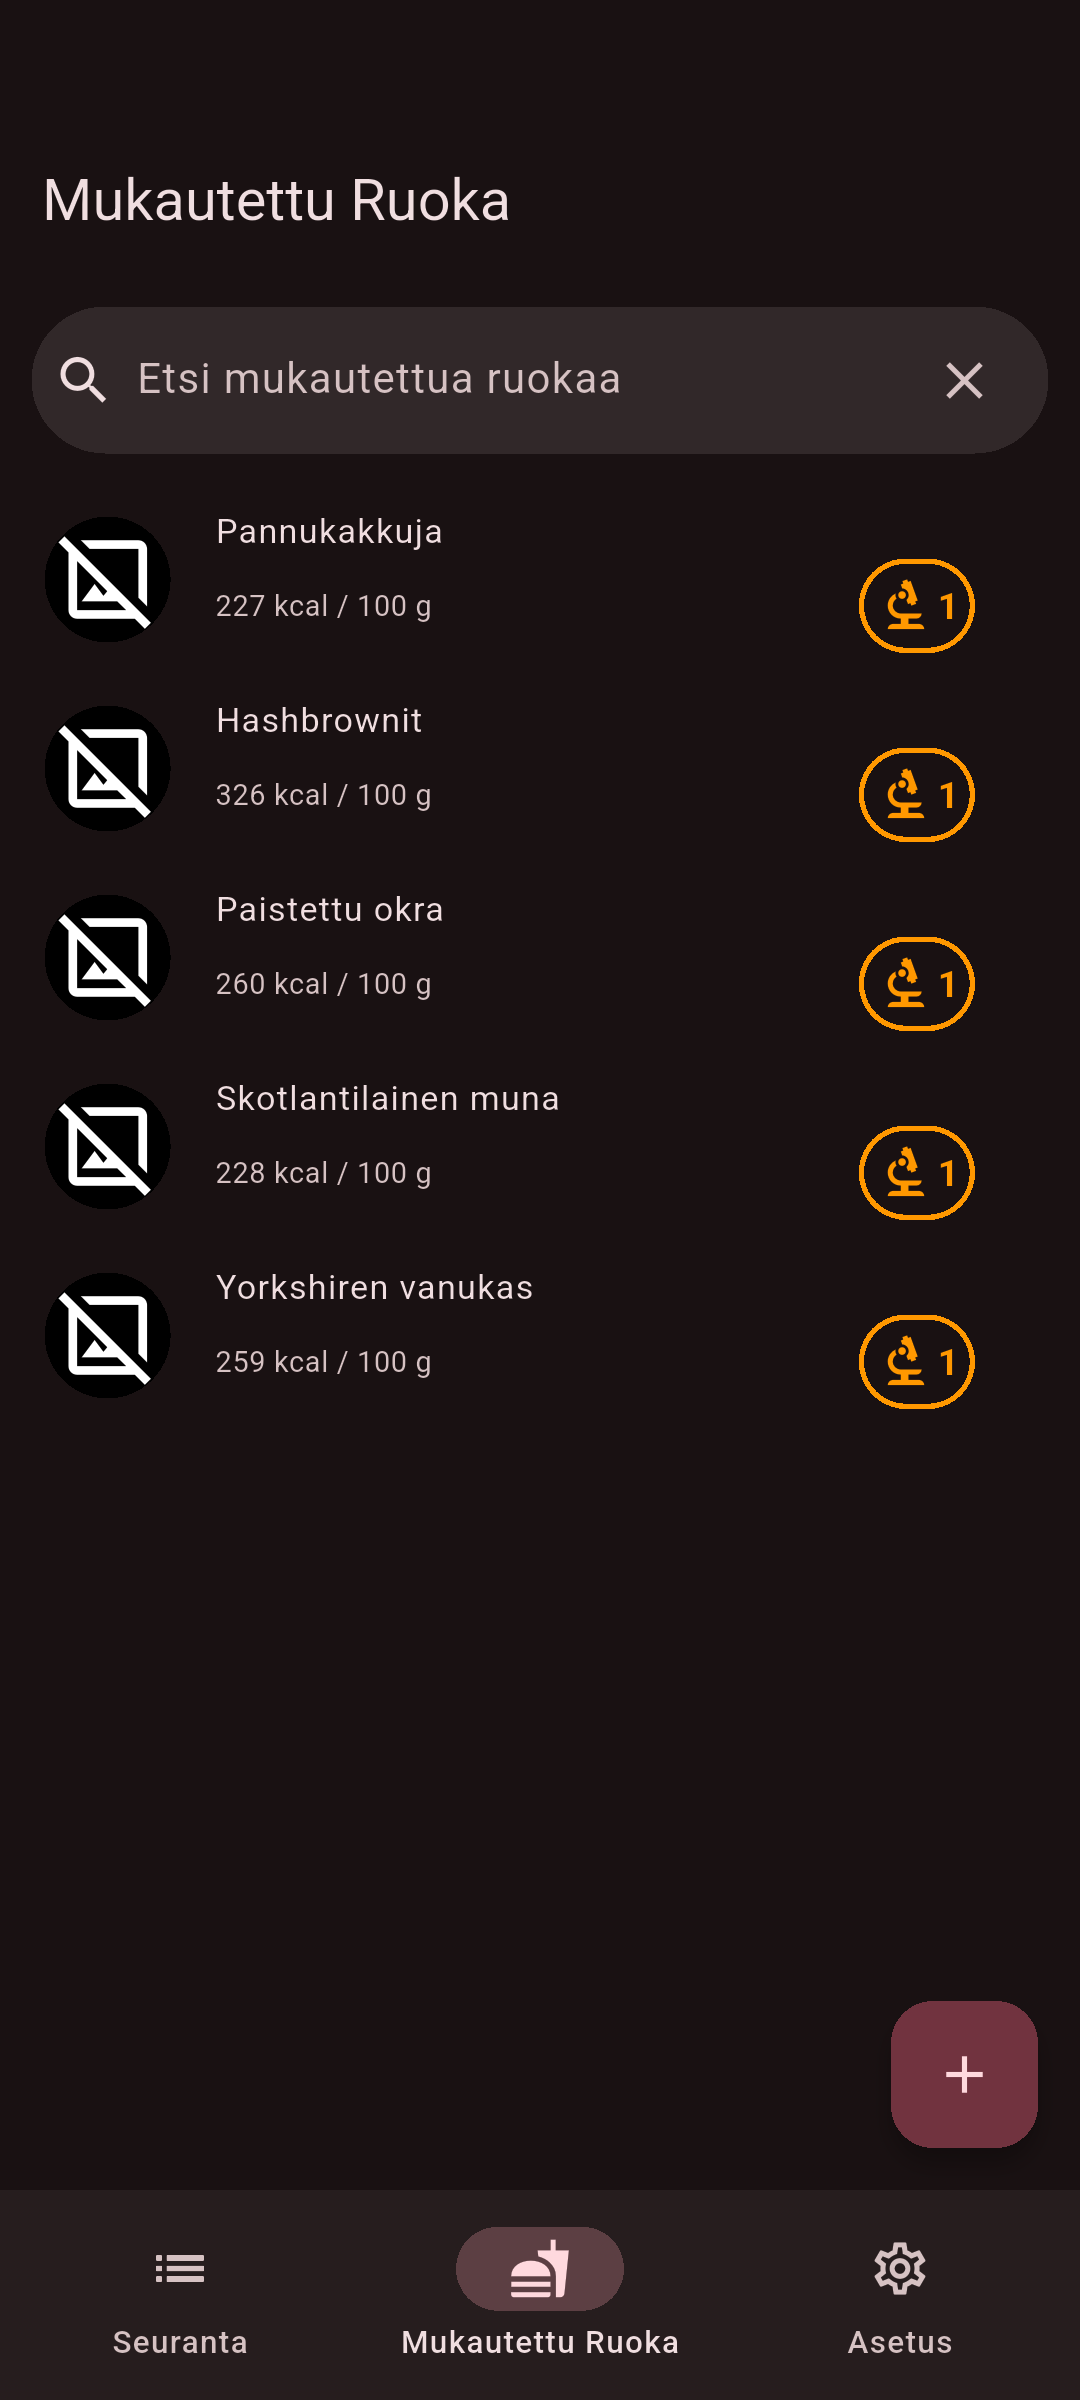 Mukautettu Ruoka
Etsi mukautettua ruokaa
Pannukakkuja
227 kcal / 100 g
1
Hashbrownit
326 kcal / 100 g
1
Paistettu okra
260 kcal / 100 g
1
Skotlantilainen muna
228 kcal / 100 g
1
Yorkshiren vanukas
259 kcal / 100 g
1
Seuranta
Mukautettu Ruoka
Asetus